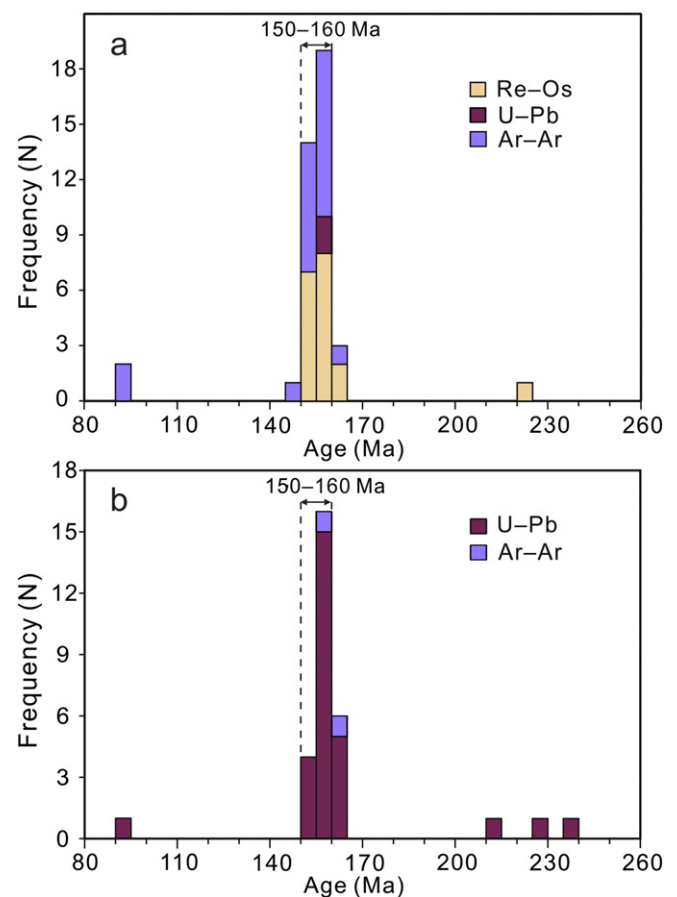 a
150–160 Ma
Re–Os
U–Pb
Ar–Ar
Frequency (N)
18
15
12
9
6
3
0
80 110 140 170 200 230 260
Age (Ma)
b
150–160 Ma
U–Pb
Ar–Ar
Frequency (N)
18
15
12
9
6
3
0
80 110 140 170 200 230 260
Age (Ma)